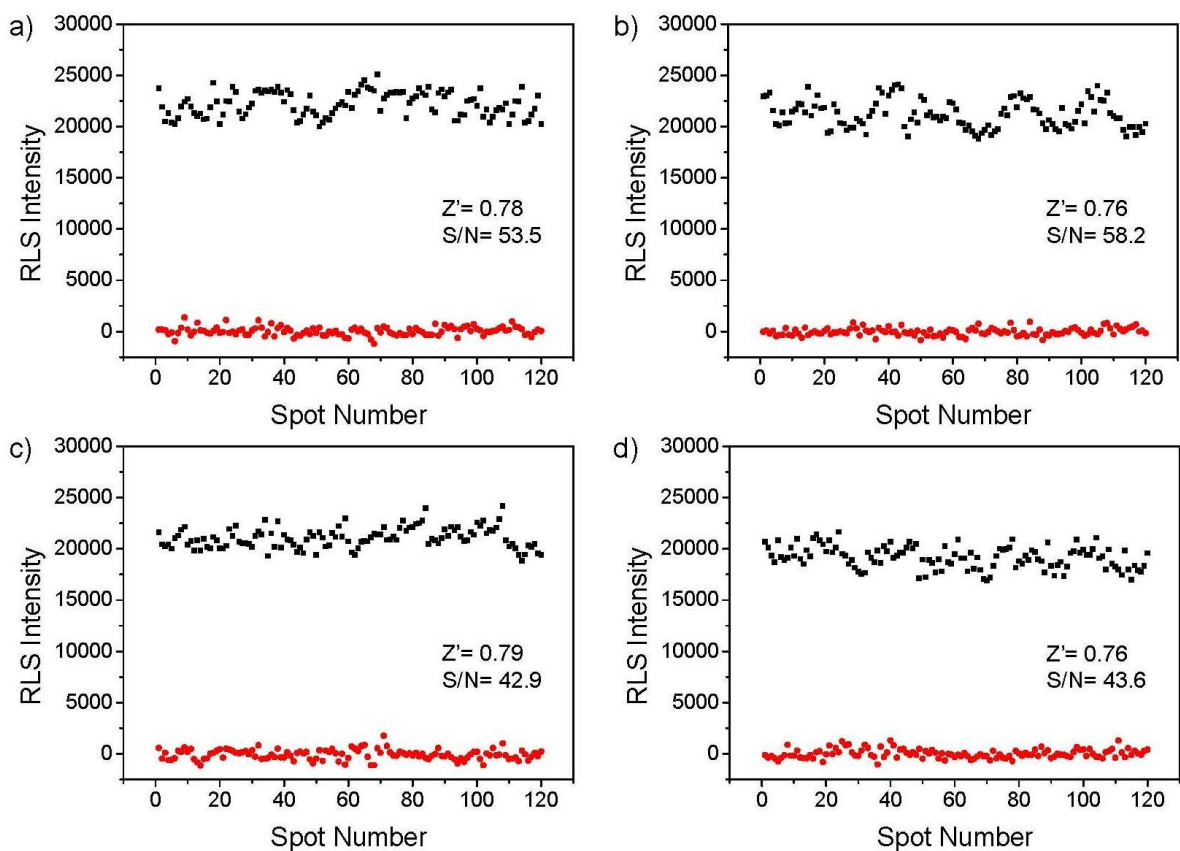 a)
30000
25000
20000
15000
10000
5000
0
RLS Intensity
Z'= 0.78
S/N= 53.5
0 20 40 60 80 100 120
Spot Number
b)
30000
25000
20000
15000
10000
5000
0
RLS Intensity
Z'= 0.76
S/N= 58.2
0 20 40 60 80 100 120
Spot Number
c)
30000
25000
20000
15000
10000
5000
0
RLS Intensity
Z'= 0.79
S/N= 42.9
0 20 40 60 80 100 120
Spot Number
d)
30000
25000
20000
15000
10000
5000
0
RLS Intensity
Z'= 0.76
S/N= 43.6
0 20 40 60 80 100 120
Spot Number